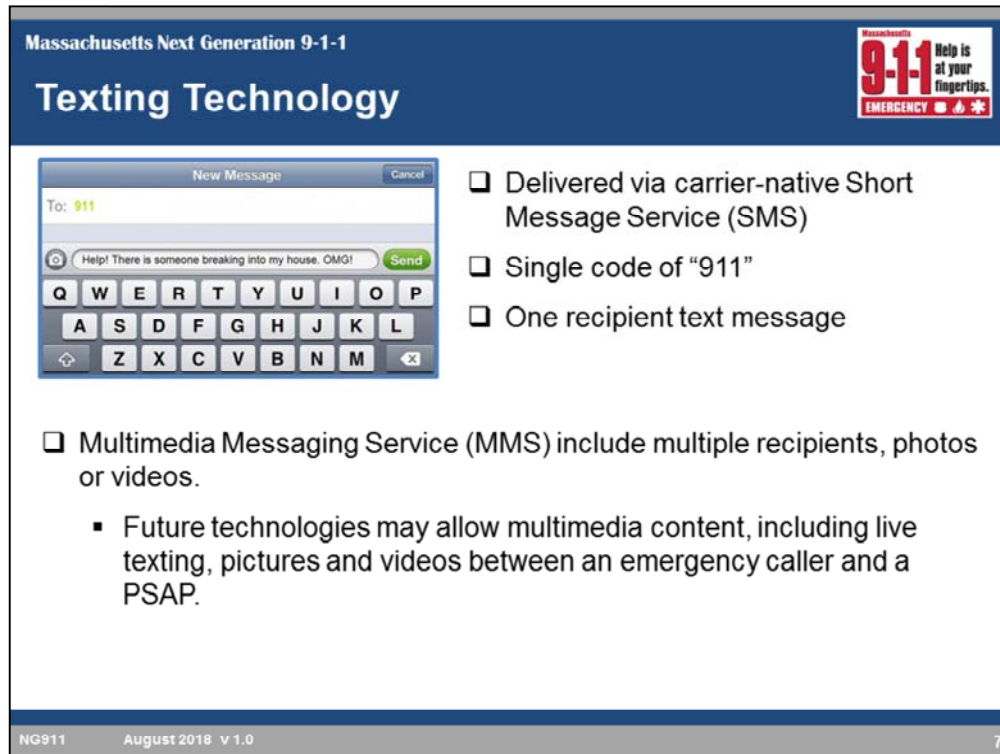 Massachusetts Next Generation 9-1-1
Texting Technology
Massachusetts
9-1-1
Help is
at your
fingertips.
EMERGENCY
New Message
Cancel
To: 911
Help! There is someone breaking into my house. OMG!
Send
Q W E R T Y U I O P
A S D F G H J K L
Z X C V B N M
❑ Delivered via carrier-native Short
Message Service (SMS)
❑ Single code of “911”
❑ One recipient text message
❑ Multimedia Messaging Service (MMS) include multiple recipients, photos
or videos.
▪ Future technologies may allow multimedia content, including live
texting, pictures and videos between an emergency caller and a
PSAP.
NG911 August 2018 v 1.0
7